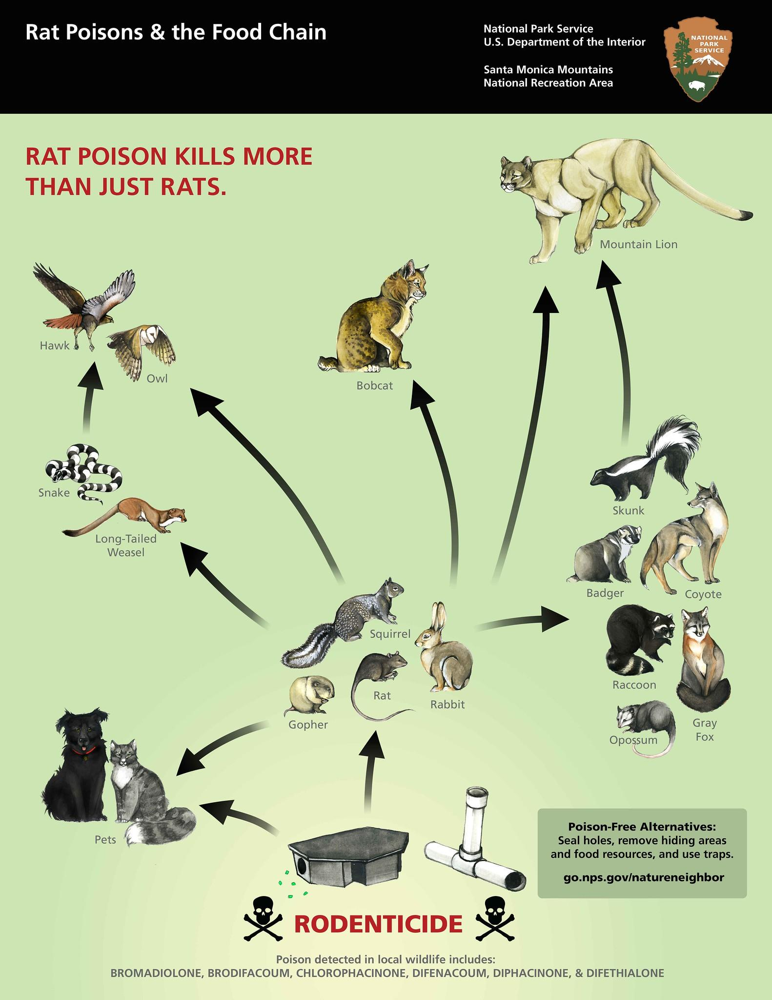 Rat Poisons & the Food Chain
National Park Service
U.S. Department of the Interior
Santa Monica Mountains
National Recreation Area
NATIONAL
PARK
SERVICE
RAT POISON KILLS MORE
THAN JUST RATS.
Mountain Lion
Hawk
Owl
Bobcat
Snake
Long-Tailed
Weasel
Skunk
Badger
Coyote
Squirrel
Raccoon
Rat
Rabbit
Gopher
Gray
Fox
Opossum
Pets
Poison-Free Alternatives:
Seal holes, remove hiding areas
and food resources, and use traps.
go.nps.gov/natureneighbor
RODENTICIDE
Poison detected in local wildlife includes:
BROMADIOLONE, BRODIFACOUM, CHLOROPHACINONE, DIFENACOUM, DIPHACINONE, & DIFETHIALONE